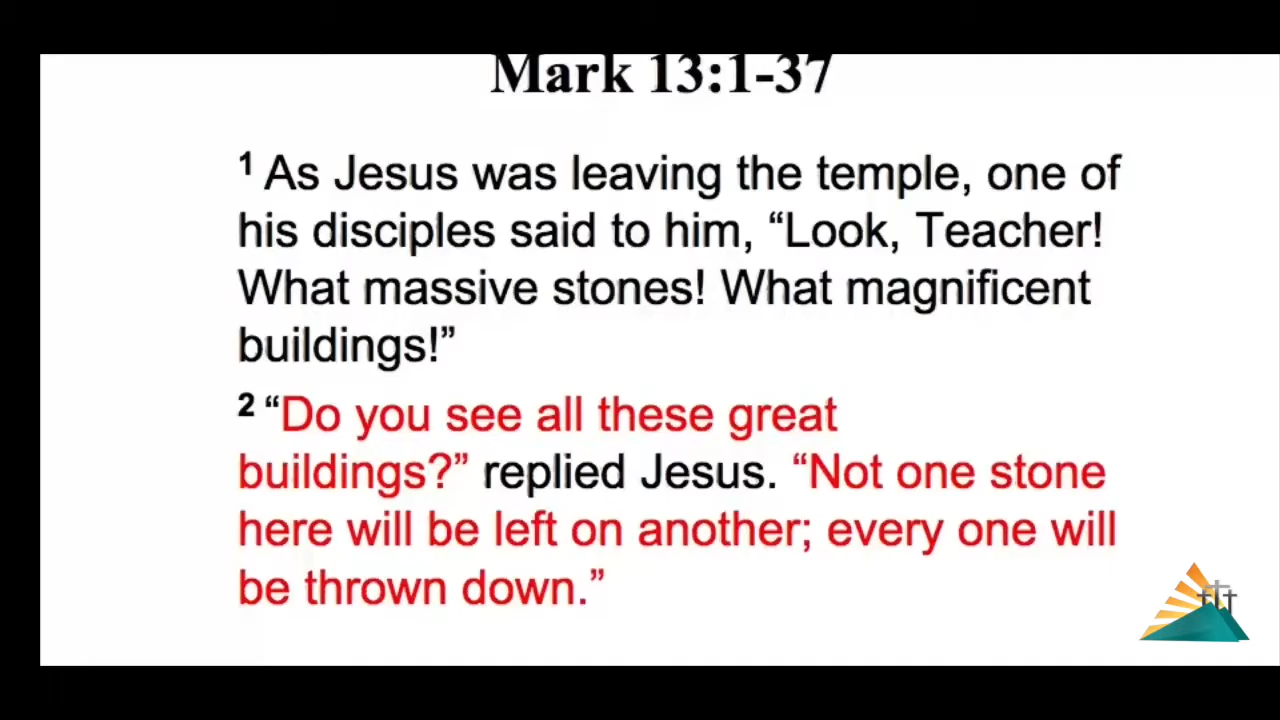 Mark 13:1-37
1 As Jesus was leaving the temple, one of
his disciples said to him, “Look, Teacher!
What massive stones! What magnificent
buildings!”
2 “Do you see all these great
buildings?” replied Jesus. “Not one stone
here will be left on another; every one will
be thrown down.”